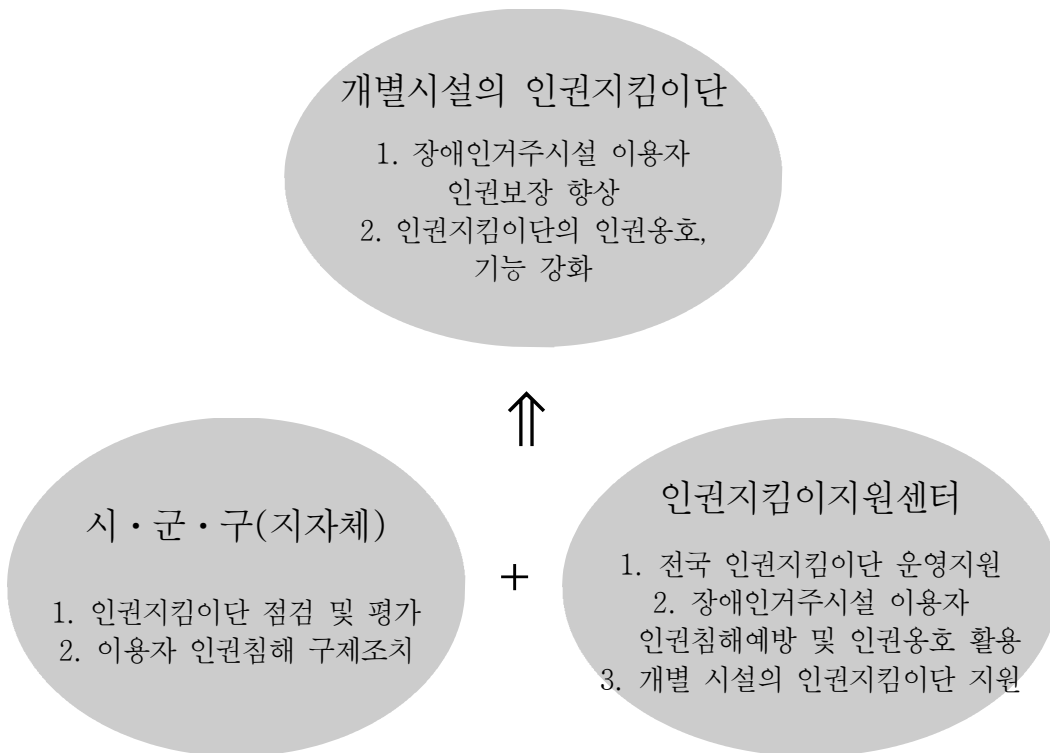 개별시설의 인권지킴이단
1. 장애인거주시설 이용자
인권보장 향상
2. 인권지킴이단의 인권옹호,
기능 강화
⇑
시・군・구(지자체)
1. 인권지킴이단 점검 및 평가
2. 이용자 인권침해 구제조치
+
인권지킴이지원센터
1. 전국 인권지킴이단 운영지원
2. 장애인거주시설 이용자
인권침해예방 및 인권옹호 활용
3. 개별 시설의 인권지킴이단 지원